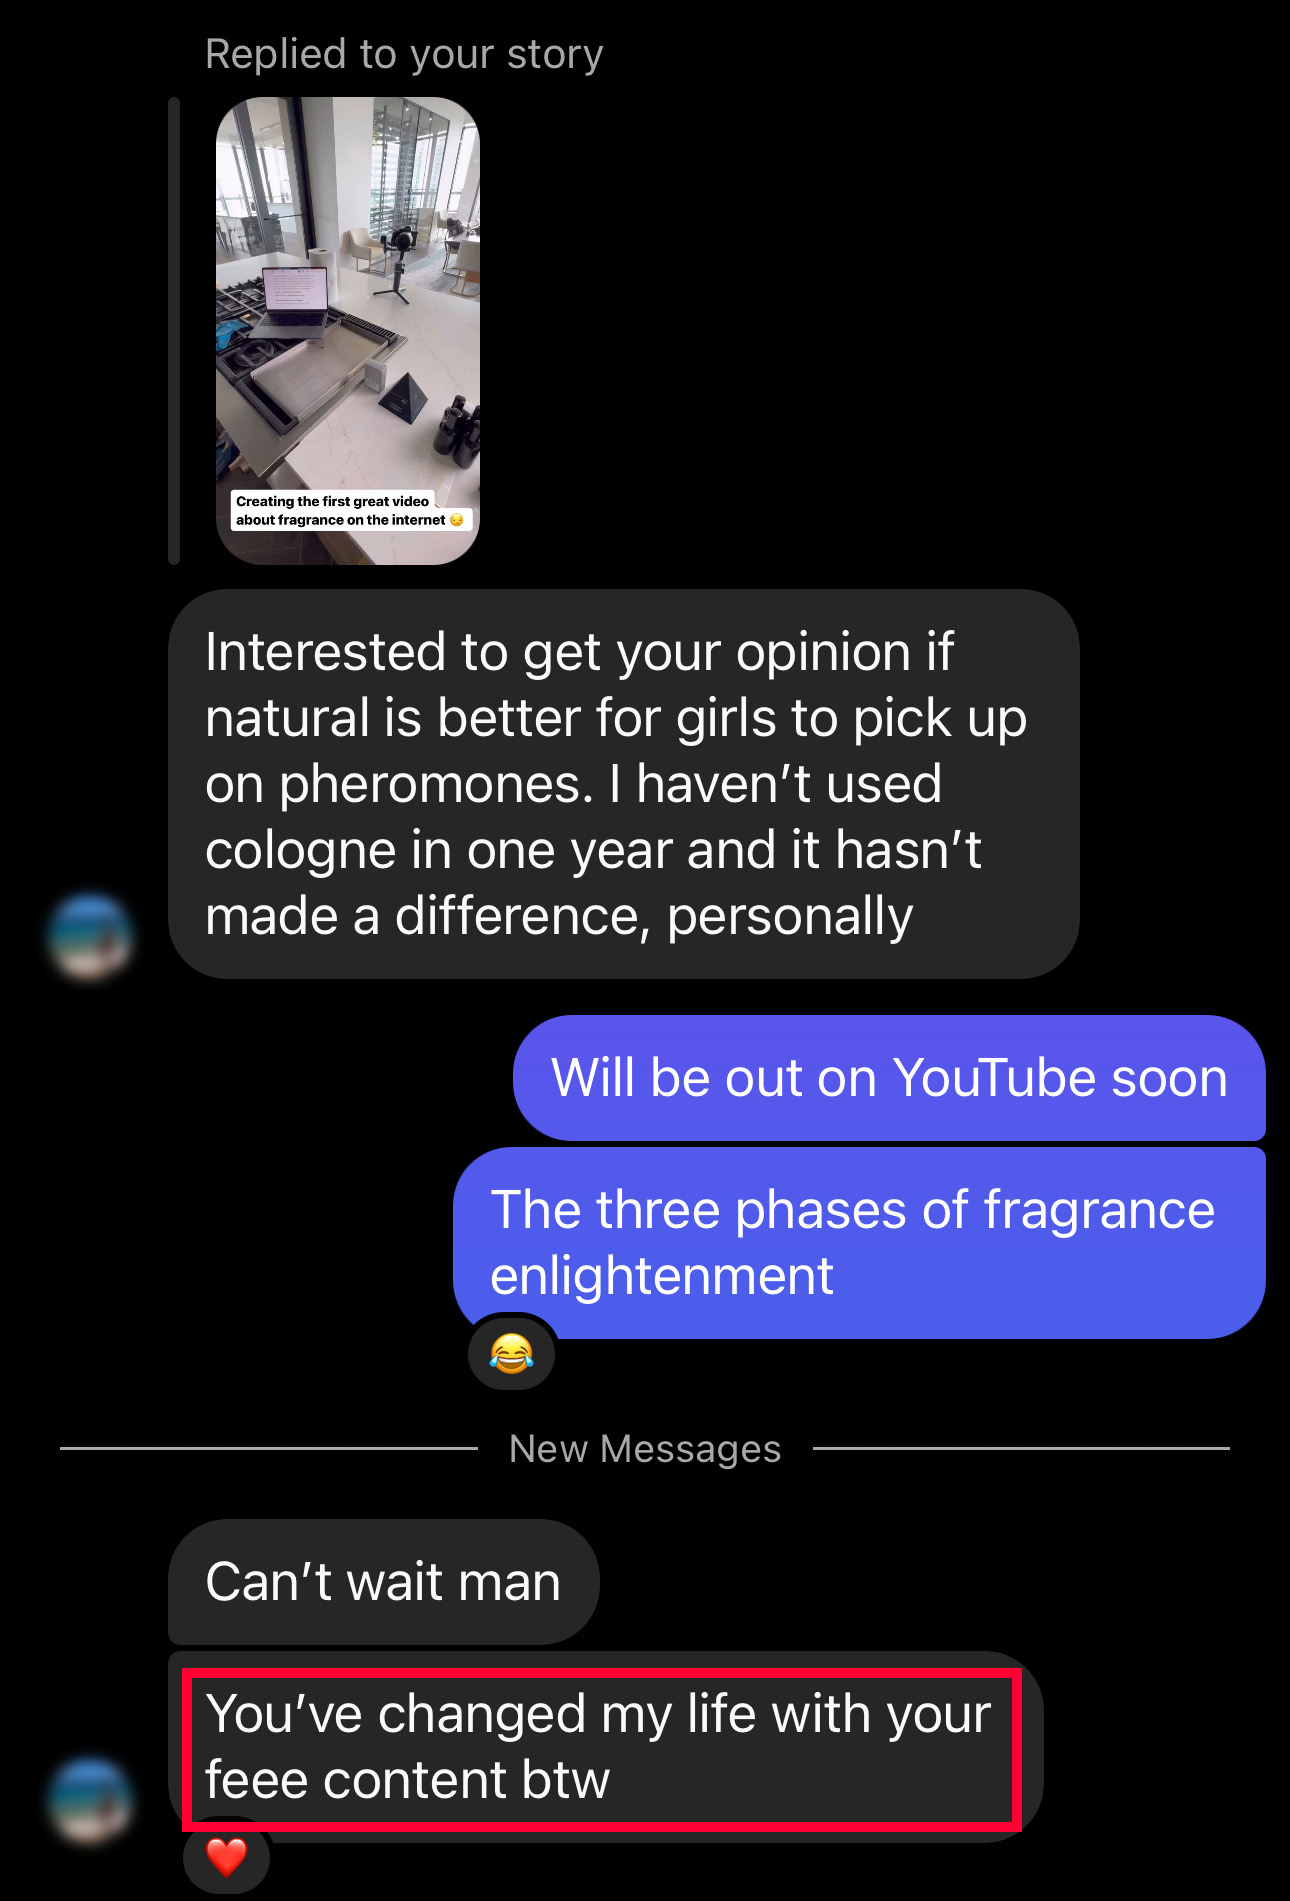 Replied to your story
Creating the first great video
about fragrance on the internet 😏
Interested to get your opinion if
natural is better for girls to pick up
on pheromones. I haven’t used
cologne in one year and it hasn’t
made a difference, personally
Will be out on YouTube soon
The three phases of fragrance
enlightenment
😂
New Messages
Can’t wait man
You’ve changed my life with your
feee content btw
❤️